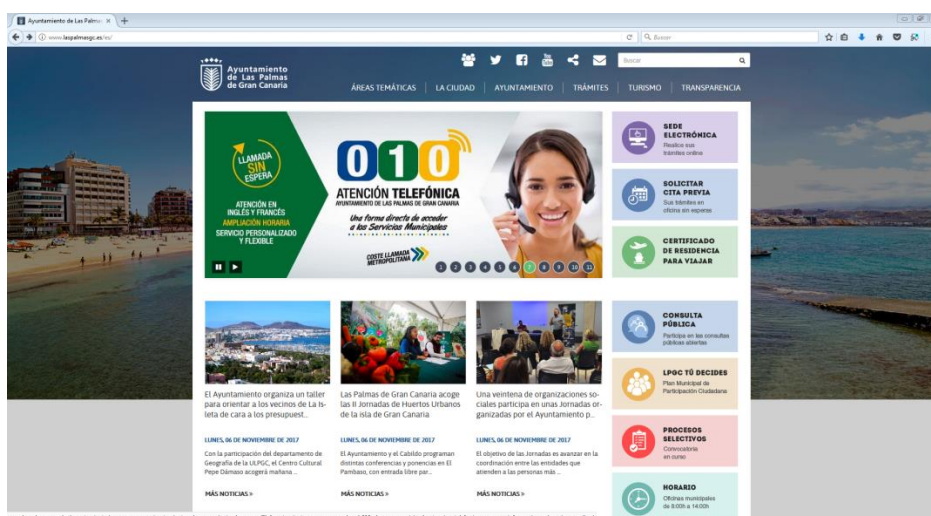 Ayuntamiento de Las Palmas
www.laspalmasgc.es/es/
Buscar
Ayuntamiento
de Las Palmas
de Gran Canaria
Buscar
ÁREAS TEMÁTICAS
LA CIUDAD
AYUNTAMIENTO
TRÁMITES
TURISMO
TRANSPARENCIA
LLAMADA
SIN
ESPERA
ATENCIÓN EN
INGLÉS Y FRANCÉS
AMPLIACIÓN HORARIA
SERVICIO PERSONALIZADO
Y FLEXIBLE
010
ATENCIÓN TELEFÓNICA
AYUNTAMIENTO DE LAS PALMAS DE GRAN CANARIA
Una forma directa de acceder
a los Servicios Municipales
COSTE LLAMADA
METROPOLITANA
1 2 3 4 5 6 7 8 9 10 11
SEDE
ELECTRÓNICA
Realice sus
trámites online
SOLICITAR
CITA PREVIA
Sus trámites en
oficina sin esperas
CERTIFICADO
DE RESIDENCIA
PARA VIAJAR
El Ayuntamiento organiza un taller
para orientar a los vecinos de La Is-
leta de cara a los presupuest...
LUNES, 06 DE NOVIEMBRE DE 2017
Con la participación del departamento de
Geografía de la ULPGC, el Centro Cultural
Pepe Dámaso acogerá mañana ...
MÁS NOTICIAS »
Las Palmas de Gran Canaria acoge
las II Jornadas de Huertos Urbanos
de la isla de Gran Canaria
LUNES, 06 DE NOVIEMBRE DE 2017
El Ayuntamiento y el Cabildo programan
distintas conferencias y ponencias en El
Pambaso, con entrada libre par...
MÁS NOTICIAS »
Una veintena de organizaciones so-
ciales participa en unas Jornadas or-
ganizadas por el Ayuntamiento p...
LUNES, 06 DE NOVIEMBRE DE 2017
El objetivo de las Jornadas es avanzar en la
coordinación entre las entidades que
atienden a las personas más ...
MÁS NOTICIAS »
CONSULTA
PÚBLICA
Participa en las consultas
públicas abiertas
LPGC TÚ DECIDES
Plan Municipal de
Participación Ciudadana
PROCESOS
SELECTIVOS
Convocatoria
en curso
HORARIO
Oficinas municipales
de 8:00h a 14:00h